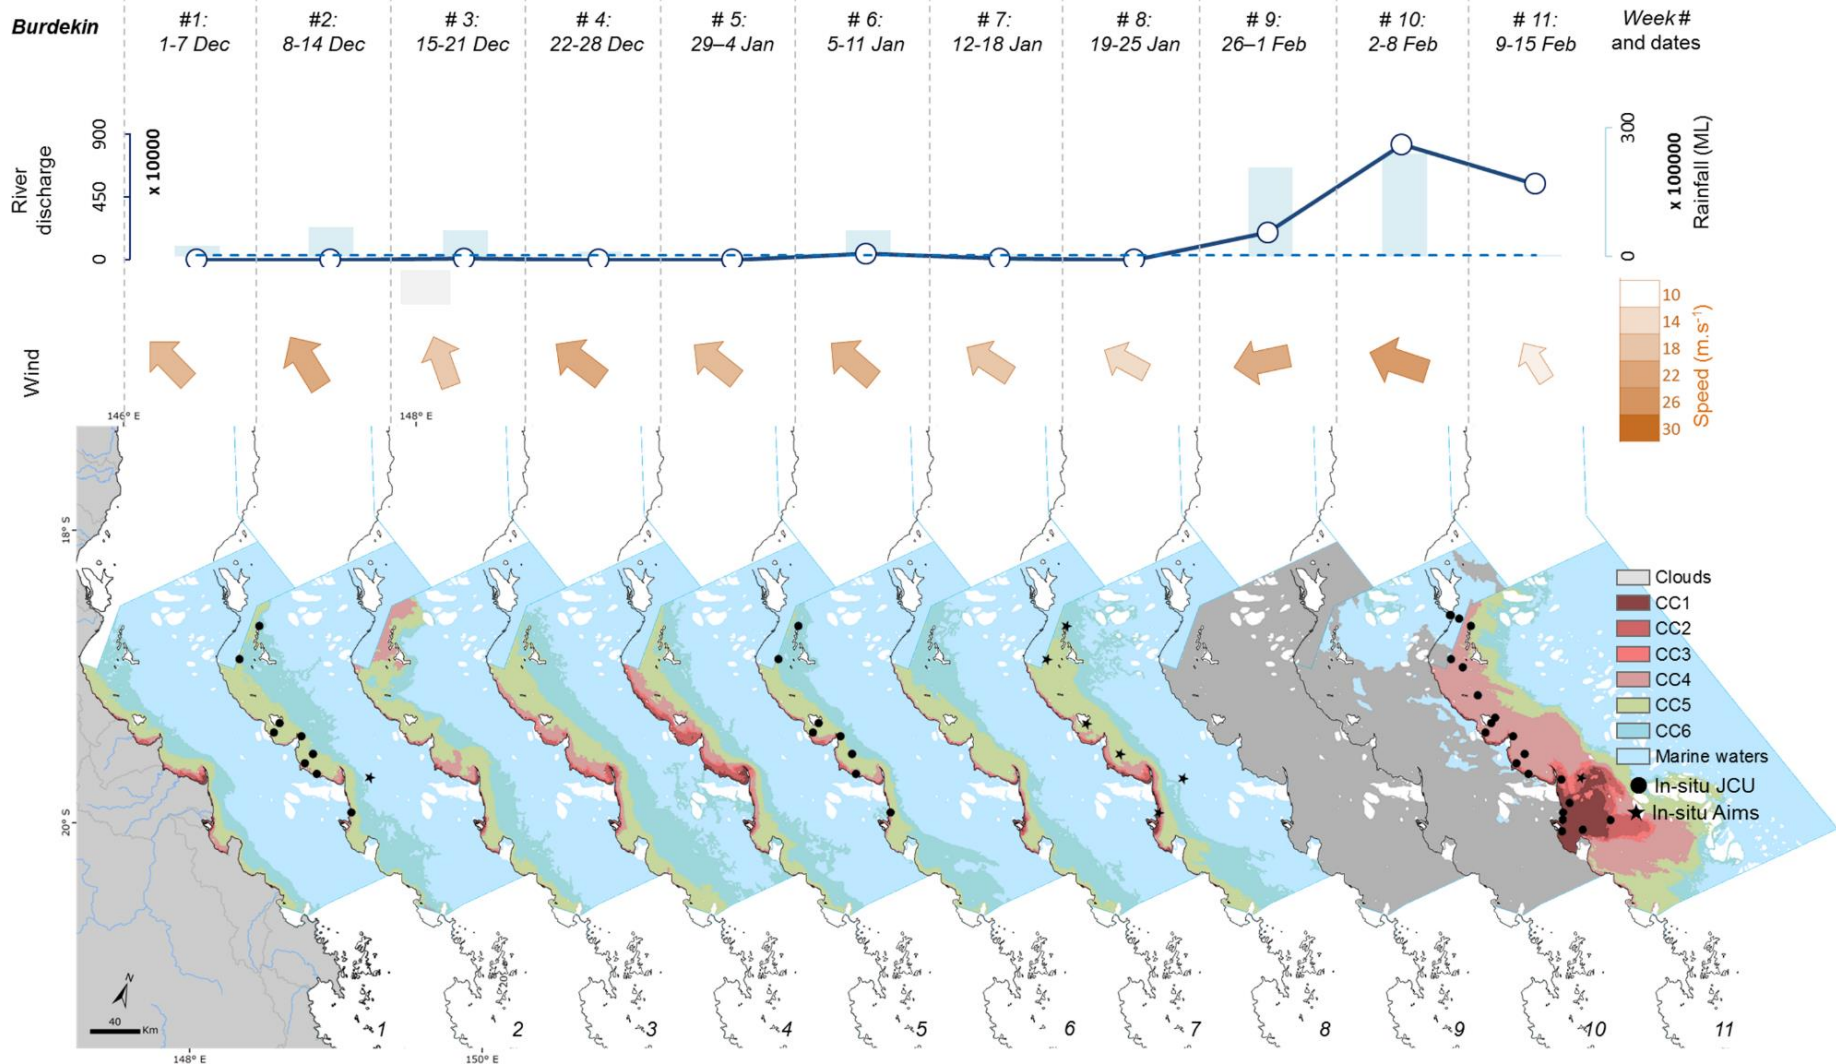 Burdekin
#1:
1-7 Dec
#2:
8-14 Dec
# 3:
15-21 Dec
# 4:
22-28 Dec
# 5:
29–4 Jan
# 6:
5-11 Jan
# 7:
12-18 Jan
# 8:
19-25 Jan
# 9:
26–1 Feb
# 10:
2-8 Feb
# 11:
9-15 Feb
Week #
and dates
River
discharge
900
450
0
x 10000
300
0
x 100000
Rainfall (ML)
Wind
10
14
18
22
26
30
Speed (m.s-1)
146° E
148° E
18° S
20° S
Clouds
CC1
CC2
CC3
CC4
CC5
CC6
Marine waters
In-situ JCU
In-situ Aims
N
40
Km
1
2
3
4
5
6
7
8
9
10
11
148° E
150° E